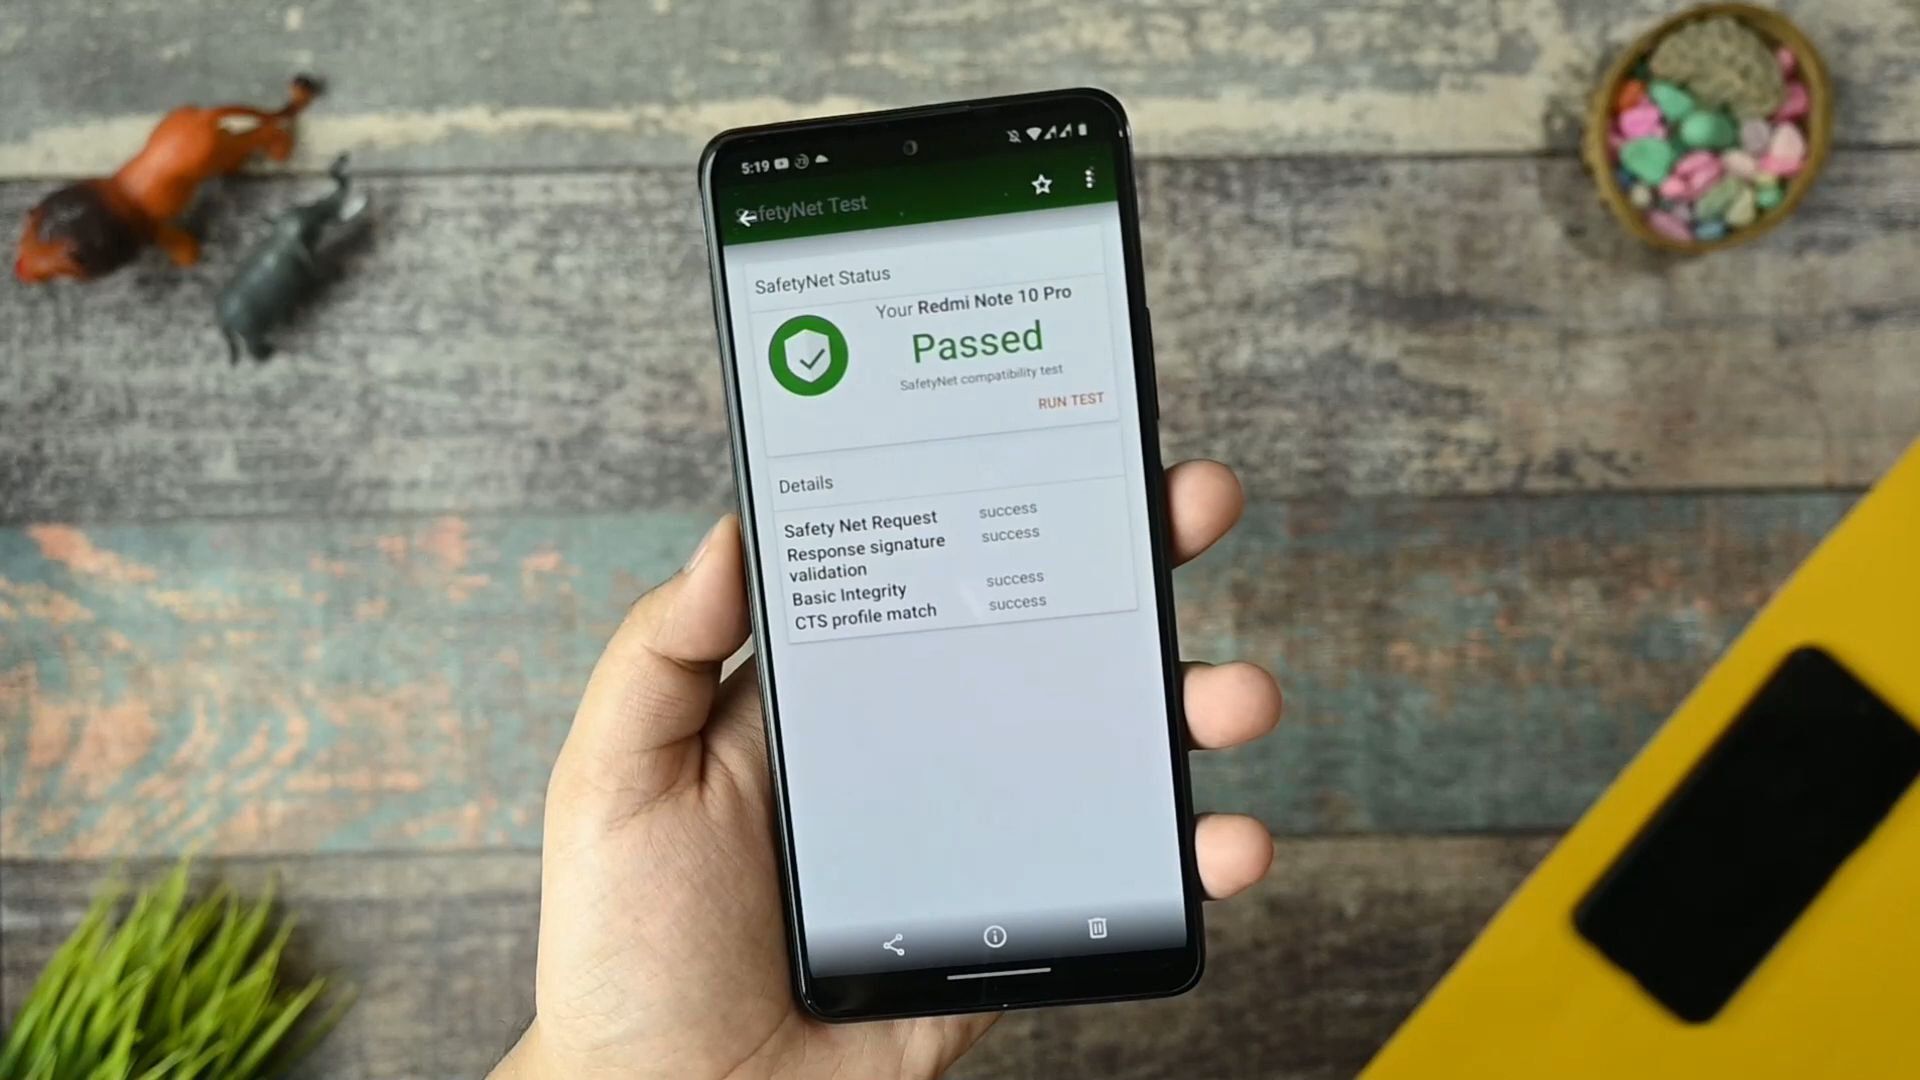 5:19
SafetyNet Test
SafetyNet Status
Your Redmi Note 10 Pro
Passed
SafetyNet compatibility test
RUN TEST
Details
Safety Net Request success
Response signature success
validation
Basic Integrity success
CTS profile match success